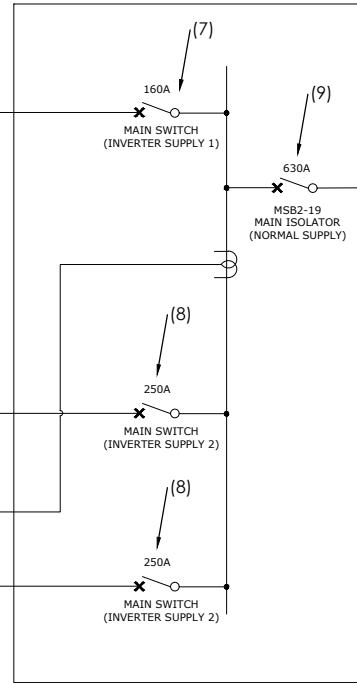 (7)
160A
MAIN SWITCH
(INVERTER SUPPLY 1)
(9)
630A
MSB2-19
MAIN ISOLATOR
(NORMAL SUPPLY)
(8)
250A
MAIN SWITCH
(INVERTER SUPPLY 2)
(8)
250A
MAIN SWITCH
(INVERTER SUPPLY 2)